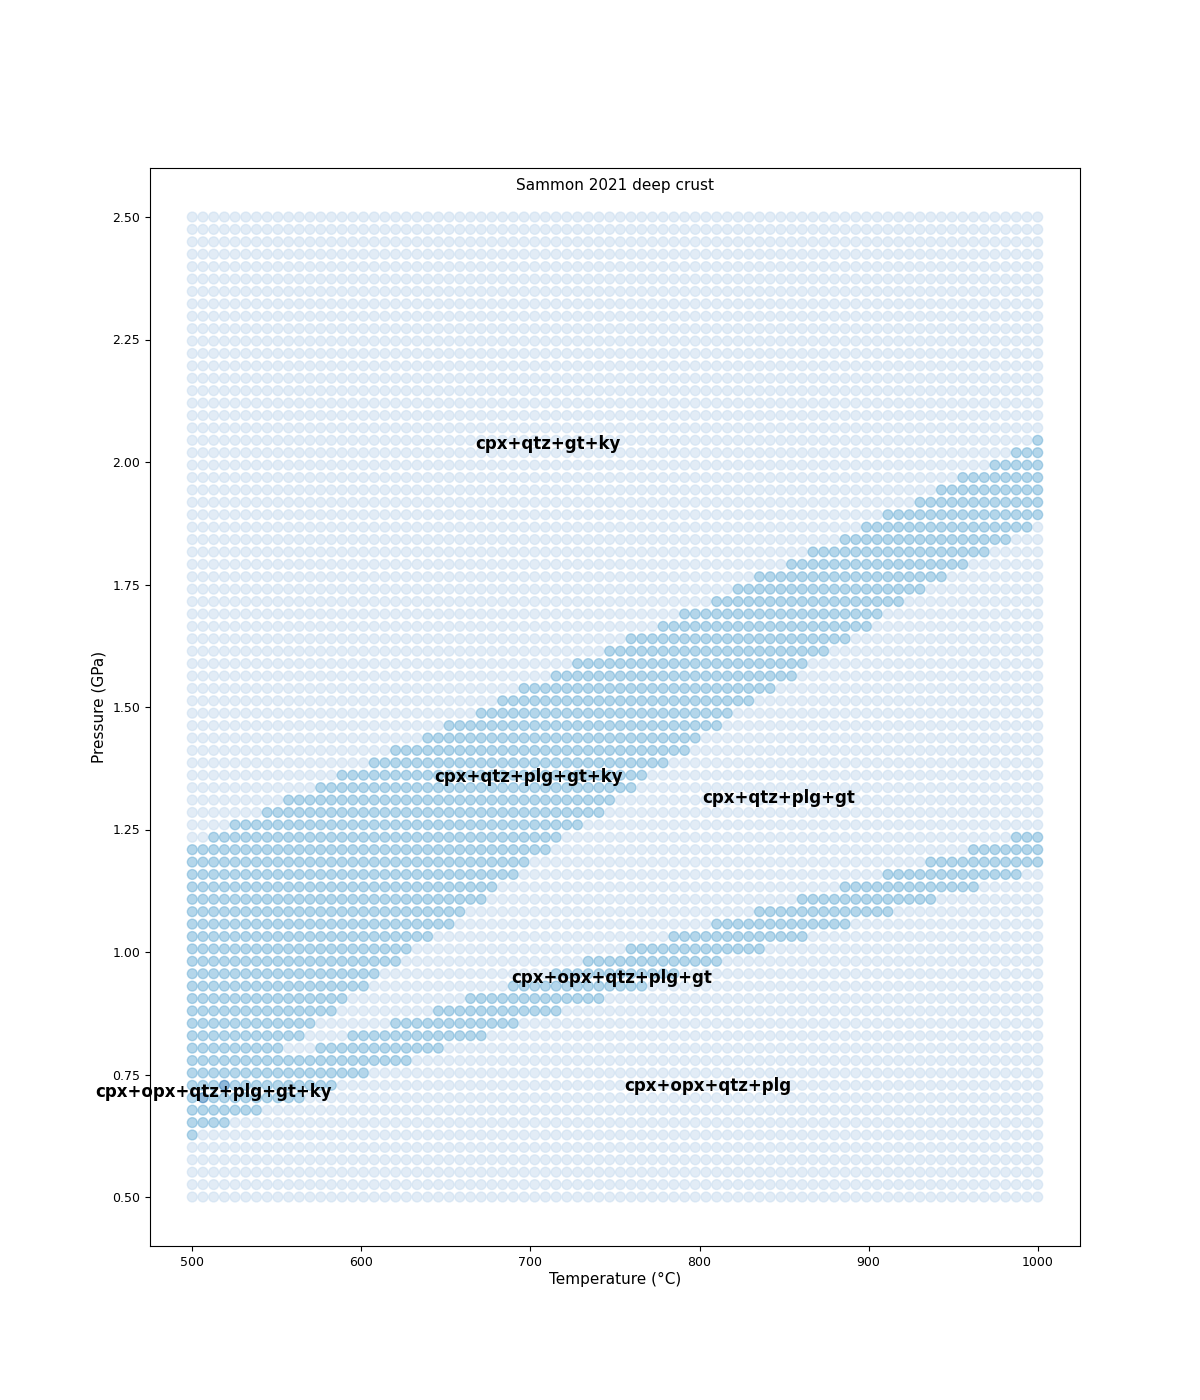 Sammon 2021 deep crust
2.50
2.25
cpx+qtz+gt+ky
2.00
1.75
Pressure (GPa)
1.50
cpx+qtz+plg+gt+ky
cpx+qtz+plg+gt
1.25
1.00
cpx+opx+qtz+plg+gt
0.75
cpx+opx+qtz+plg+gt+ky
cpx+opx+qtz+plg
0.50
500 600 700 800 900 1000
Temperature (°C)